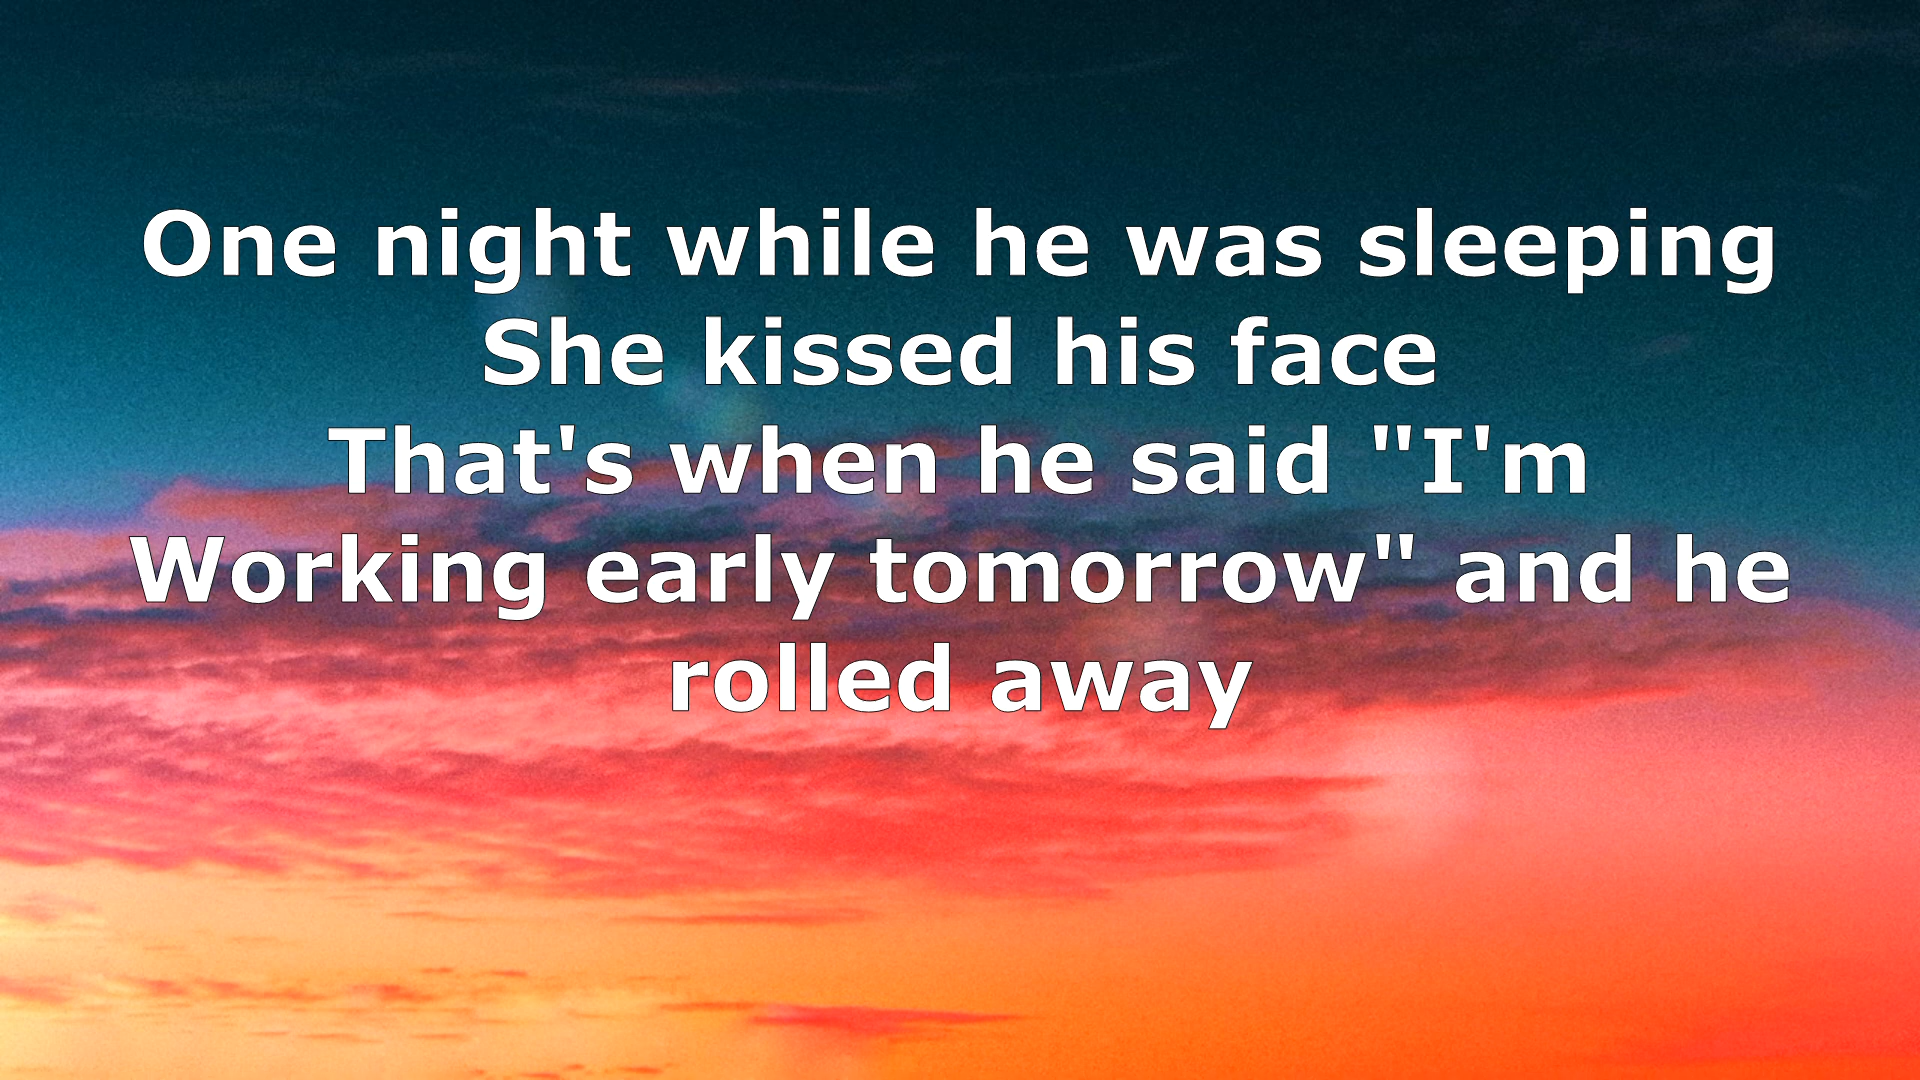 One night while he was sleeping
She kissed his face
That's when he said "I'm
Working early tomorrow" and he
rolled away